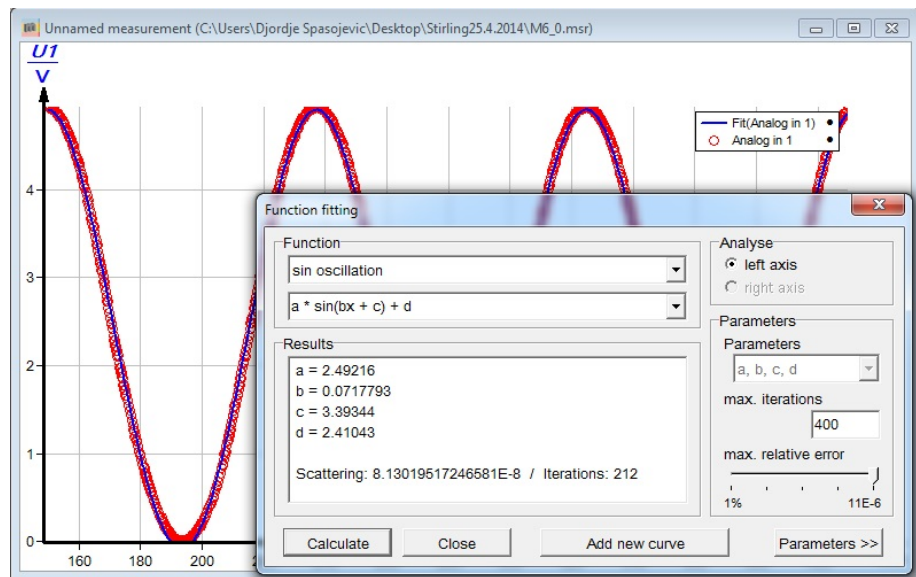 Unnamed measurement (C:\Users\Djordje Spasojevic\Desktop\Stirling25.4.2014\M6_0.msr)
U1
V
Fit(Analog in 1)
Analog in 1
4
3
2
1
0
160
180
200
Function fitting
Function
sin oscillation
a * sin(bx + c) + d
Results
a = 2.49216
b = 0.0717793
c = 3.39344
d = 2.41043
Scattering: 8.13019517246581E-8 / Iterations: 212
Analyse
left axis
right axis
Parameters
Parameters
a, b, c, d
max. iterations
400
max. relative error
1%
11E-6
Calculate
Close
Add new curve
Parameters >>